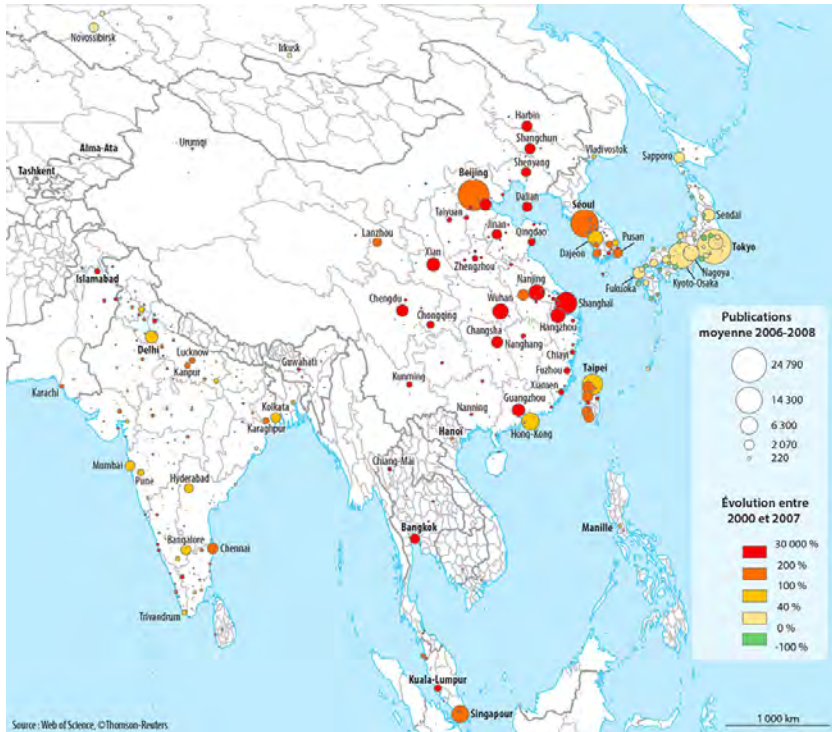 Novossibirsk
Irkusk
Harbin
Shangchun
Urumqi
Alma-Ata
Vladivostok
Sapporo
Tashkent
Shenyang
Beijing
Dalian
Séoul
Sendai
Taiyuan
Lanzhou
Jinan
Qingdao
Dajeon
Pusan
Tokyo
Xian
Zhengzhou
Islamabad
Nagoya
Kyoto-Osaka
Fukuoka
Nanjing
Chengdu
Wuhan
Shanghai
Chongqing
Hangzhou
Changsha
Nanghang
Delhi
Lucknow
Chiayi
Kanpur
Guwahati
Fuzhou
Taipei
Karachi
Kunming
Xiamen
Kolkata
Guangzhou
Karaghpur
Nanning
Hong-Kong
Hanoi
Mumbai
Pune
Hyderabad
Chiang-Mai
Manille
Bangkok
Bangalore
Chennai
Trivandrum
Kuala-Lumpur
Singapour
Publications
moyenne 2006-2008
24 790
14 300
6 300
2 070
220
Évolution entre
2000 et 2007
30 000 %
200 %
100 %
40 %
0 %
-100 %
1 000 km
Source : Web of Science, ©Thomson-Reuters